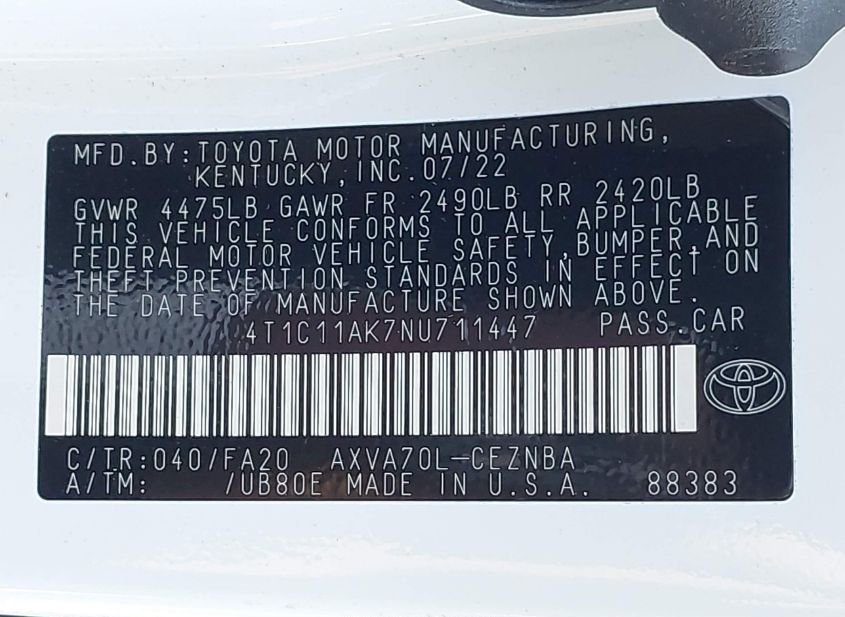 MFD.BY:TOYOTA MOTOR MANUFACTURING,
KENTUCKY,INC.07/22
GVWR 4475LB GAWR FR 2490LB RR 2420LB
THIS VEHICLE CONFORMS TO ALL APPLICABLE
FEDERAL MOTOR VEHICLE SAFETY,BUMPER,AND
THEFT PREVENTION STANDARDS IN EFFECT ON
THE DATE OF MANUFACTURE SHOWN ABOVE.
4T1C11AK7NU711447 PASS.CAR
C/TR:040/FA20 AXVA70L-CEZNBA
A/TM: /UB80E MADE IN U.S.A. 88383